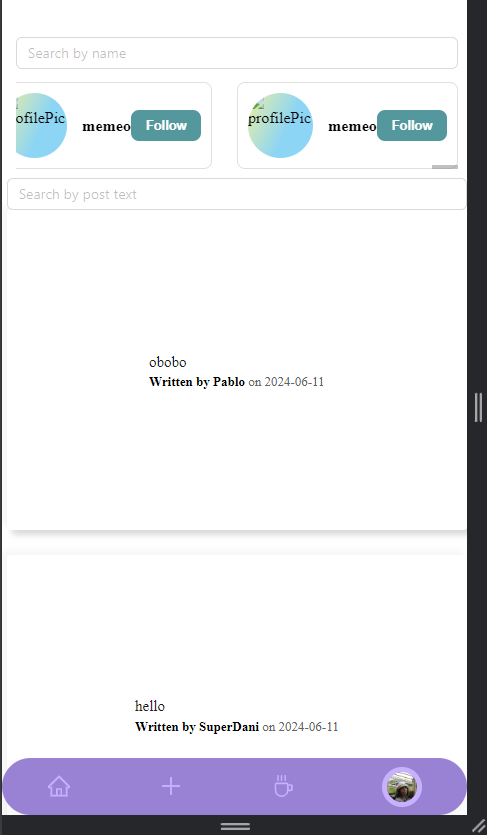 Search by name
ofilePic memeo Follow
profilePic memeo Follow
Search by post text
obobo
Written by Pablo on 2024-06-11
hello
Written by SuperDani on 2024-06-11